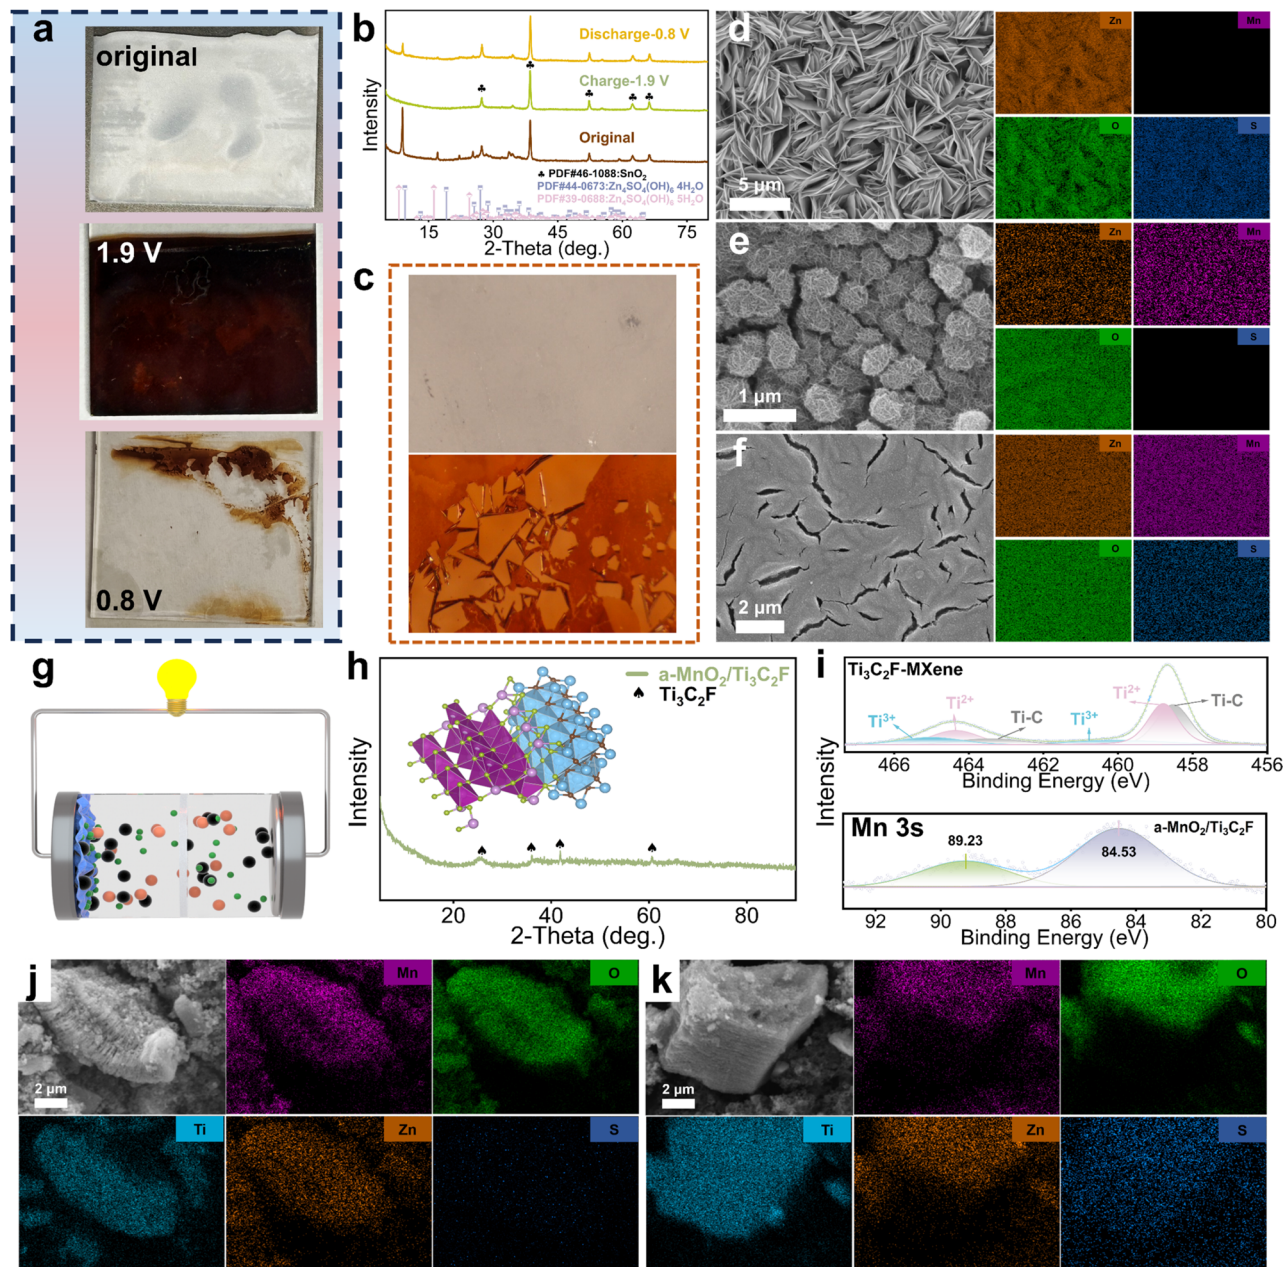 a
original
1.9 V
0.8 V
b
Discharge-0.8 V
♣
Charge-1.9 V
♣ ♣ ♣ ♣
Original
♣ PDF#46-1088:SnO₂
PDF#44-0673:Zn₄SO₄(OH)₆ 4H₂O
PDF#39-0688:Zn₄SO₄(OH)₆ 5H₂O
Intensity
15 27 45 60 75
2-Theta (deg.)
c
d
5 μm
Zn
Mn
O
S
e
1 μm
Zn
Mn
O
S
f
2 μm
Zn
Mn
O
S
g
h
a-MnO₂/Ti₃C₂F
♠ Ti₃C₂F
♠ ♠ ♠ ♠
Intensity
20 40 60 80
2-Theta (deg.)
i
Ti₃C₂F-MXene
Ti³⁺
Ti²⁺
Ti-C
Ti³⁺
Ti²⁺
Ti-C
466 464 462 460 458 456
Binding Energy (eV)
Intensity
Mn 3s
a-MnO₂/Ti₃C₂F
89.23
84.53
92 90 88 86 84 82 80
Binding Energy (eV)
j
2 μm
Mn
O
Ti
Zn
S
k
2 μm
Mn
O
Ti
Zn
S